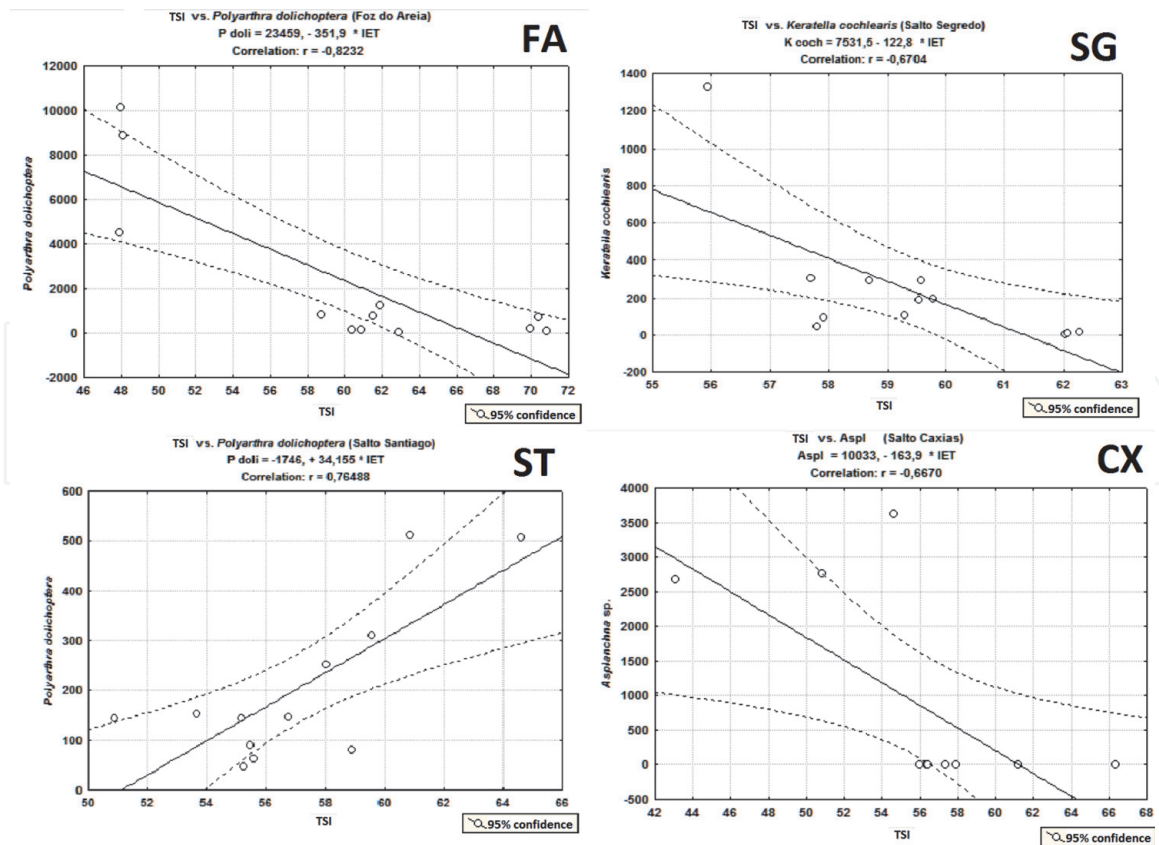 TSI vs. Polyarthra dolichoptera (Foz do Areia)
P doli = 23459, - 351,9 * IET
Correlation: r = -0,8232
FA
12000
10000
8000
6000
4000
2000
0
-2000
Polyarthra dolichoptera
46 48 50 52 54 56 58 60 62 64 66 68 70 72
TSI
95% confidence
TSI vs. Keratella cochlearis (Salto Segredo)
K coch = 7531,5 - 122,8 * IET
Correlation: r = -0,6704
SG
1400
1200
1000
800
600
400
200
0
-200
Keratella cochlearis
55 56 57 58 59 60 61 62 63
TSI
95% confidence
TSI vs. Polyarthra dolichoptera (Salto Santiago)
P doli = -1746, + 34,155 * IET
Correlation: r = 0,76488
ST
600
500
400
300
200
100
0
Polyarthra dolichoptera
50 52 54 56 58 60 62 64 66
TSI
95% confidence
TSI vs. Aspl (Salto Caxias)
Aspl = 10033, - 163,9 * IET
Correlation: r = -0,6670
CX
4000
3500
3000
2500
2000
1500
1000
500
0
-500
Asplanchna sp.
42 44 46 48 50 52 54 56 58 60 62 64 66 68
TSI
95% confidence